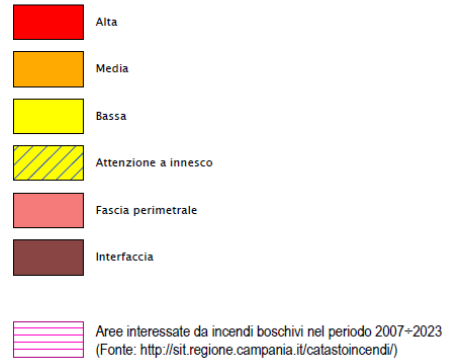 Alta
Media
Bassa
Attenzione a innesco
Fascia perimetrale
Interfaccia
Aree interessate da incendi boschivi nel periodo 2007÷2023
(Fonte: http://sit.regione.campania.it/catastoincendi/)